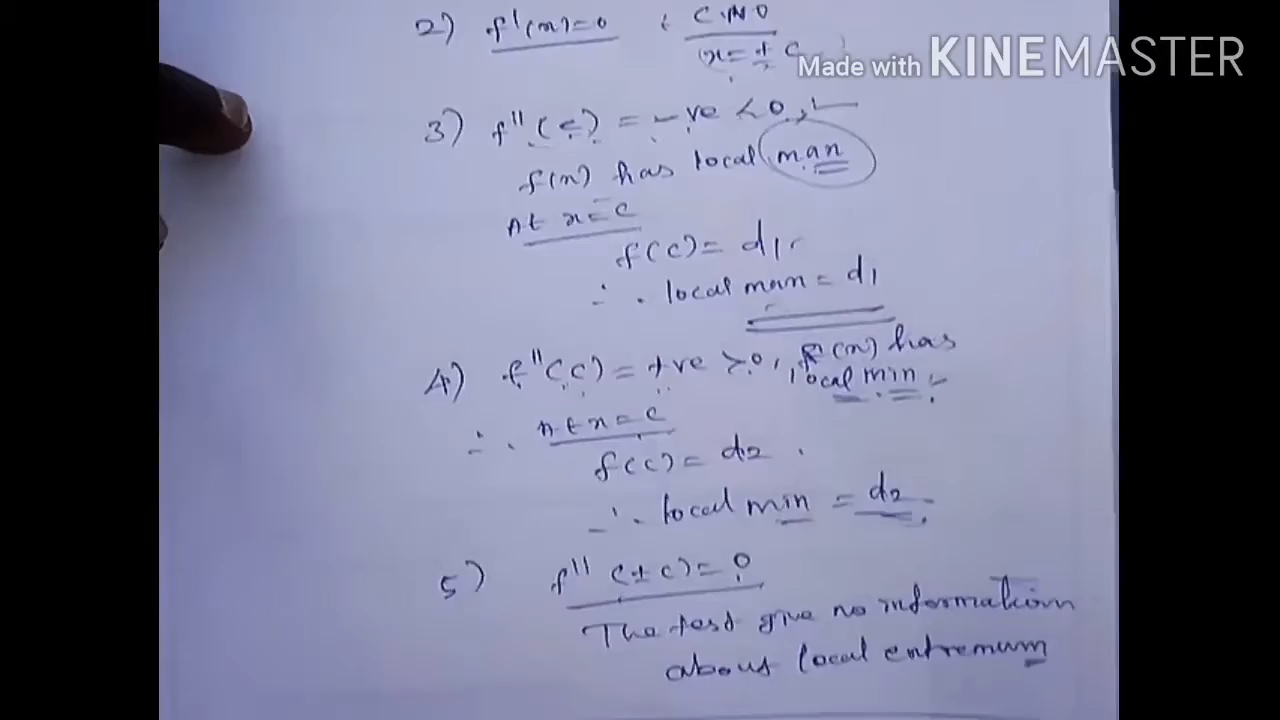 2) f'(x)=0 , C.N.O
x = ± c
Made with KINEMASTER
3) f''(c) = -ve <0,
f(x) has local max
at x=c
f(c) = d1
∴ local max = d1
4) f''(c) = +ve >0, f(x) has
local min
∴ at x=c
f(c) = d2
∴ local min = d2
5) f''(±c)=0
The test give no information
about local extremum